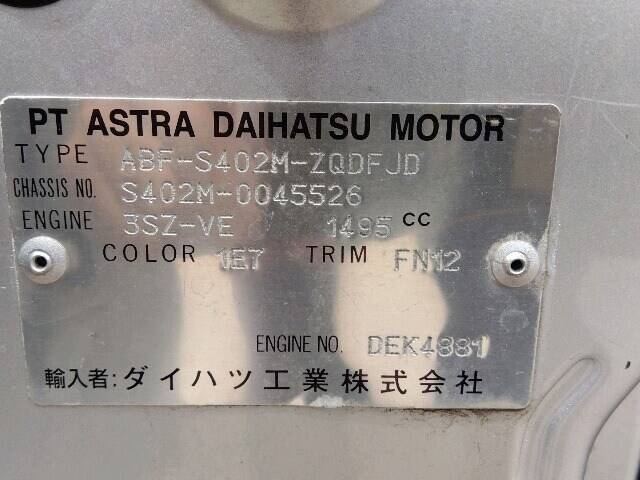 PT ASTRA DAIHATSU MOTOR
TYPE ABF-S402M-ZQDFJD
CHASSIS NO. S402M-0045526
ENGINE 3SZ-VE 1495 cc
COLOR 1E7 TRIM FN12
ENGINE NO. DEK4881
輸入者:ダイハツ工業株式会社